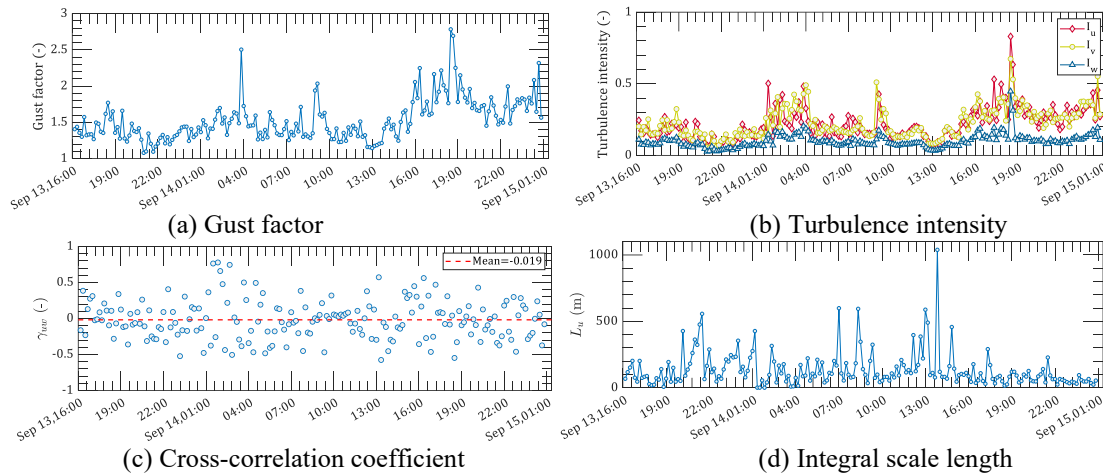 3
2.5
2
1.5
1
Gust factor (-)
Sep 13,16:00
19:00
22:00
Sep 14,01:00
04:00
07:00
10:00
13:00
16:00
19:00
22:00
Sep 15,01:00
(a) Gust factor
1
0.5
0
Turbulence intensity (-)
I_u
I_v
I_w
Sep 13,16:00
19:00
22:00
Sep 14,01:00
04:00
07:00
10:00
13:00
16:00
19:00
22:00
Sep 15,01:00
(b) Turbulence intensity
1
0.5
0
-0.5
-1
γ_uw (-)
Mean=-0.019
Sep 13,16:00
19:00
22:00
Sep 14,01:00
04:00
07:00
10:00
13:00
16:00
19:00
22:00
Sep 15,01:00
(c) Cross-correlation coefficient
1000
500
0
L_u (m)
Sep 13,16:00
19:00
22:00
Sep 14,01:00
04:00
07:00
10:00
13:00
16:00
19:00
22:00
Sep 15,01:00
(d) Integral scale length